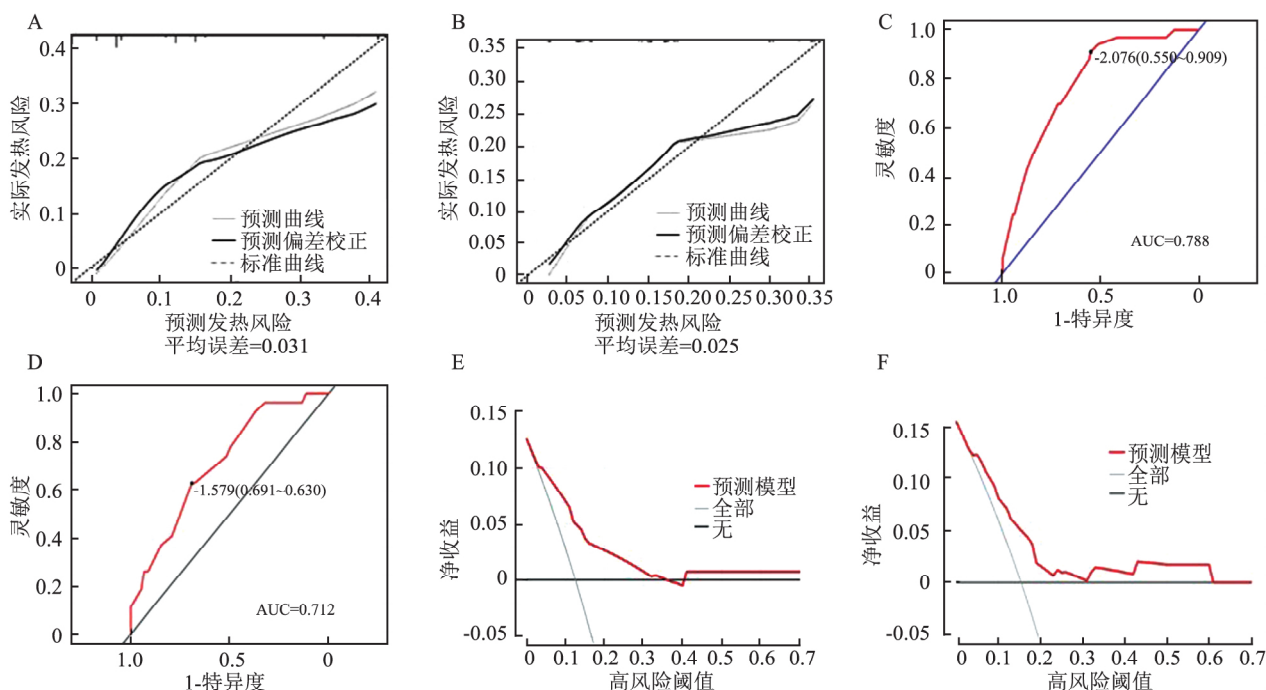 A
0.4
0.3
0.2
0.1
0
实际发热风险
预测曲线
预测偏差校正
标准曲线
0 0.1 0.2 0.3 0.4
预测发热风险
平均误差=0.031
B
0.35
0.30
0.25
0.20
0.15
0.10
0.05
0
实际发热风险
预测曲线
预测偏差校正
标准曲线
0 0.05 0.10 0.15 0.20 0.25 0.30 0.35
预测发热风险
平均误差=0.025
C
1.0
0.8
0.6
0.4
0.2
0
灵敏度
-2.076(0.550~0.909)
AUC=0.788
1.0 0.5 0
1-特异度
D
1.0
0.8
0.6
0.4
0.2
0
灵敏度
-1.579(0.691~0.630)
AUC=0.712
1.0 0.5 0
1-特异度
E
0.15
0.10
0.05
0
-0.05
净收益
预测模型
全部
无
0 0.1 0.2 0.3 0.4 0.5 0.6 0.7
高风险阈值
F
0.15
0.10
0.05
0
-0.05
净收益
预测模型
全部
无
0 0.1 0.2 0.3 0.4 0.5 0.6 0.7
高风险阈值